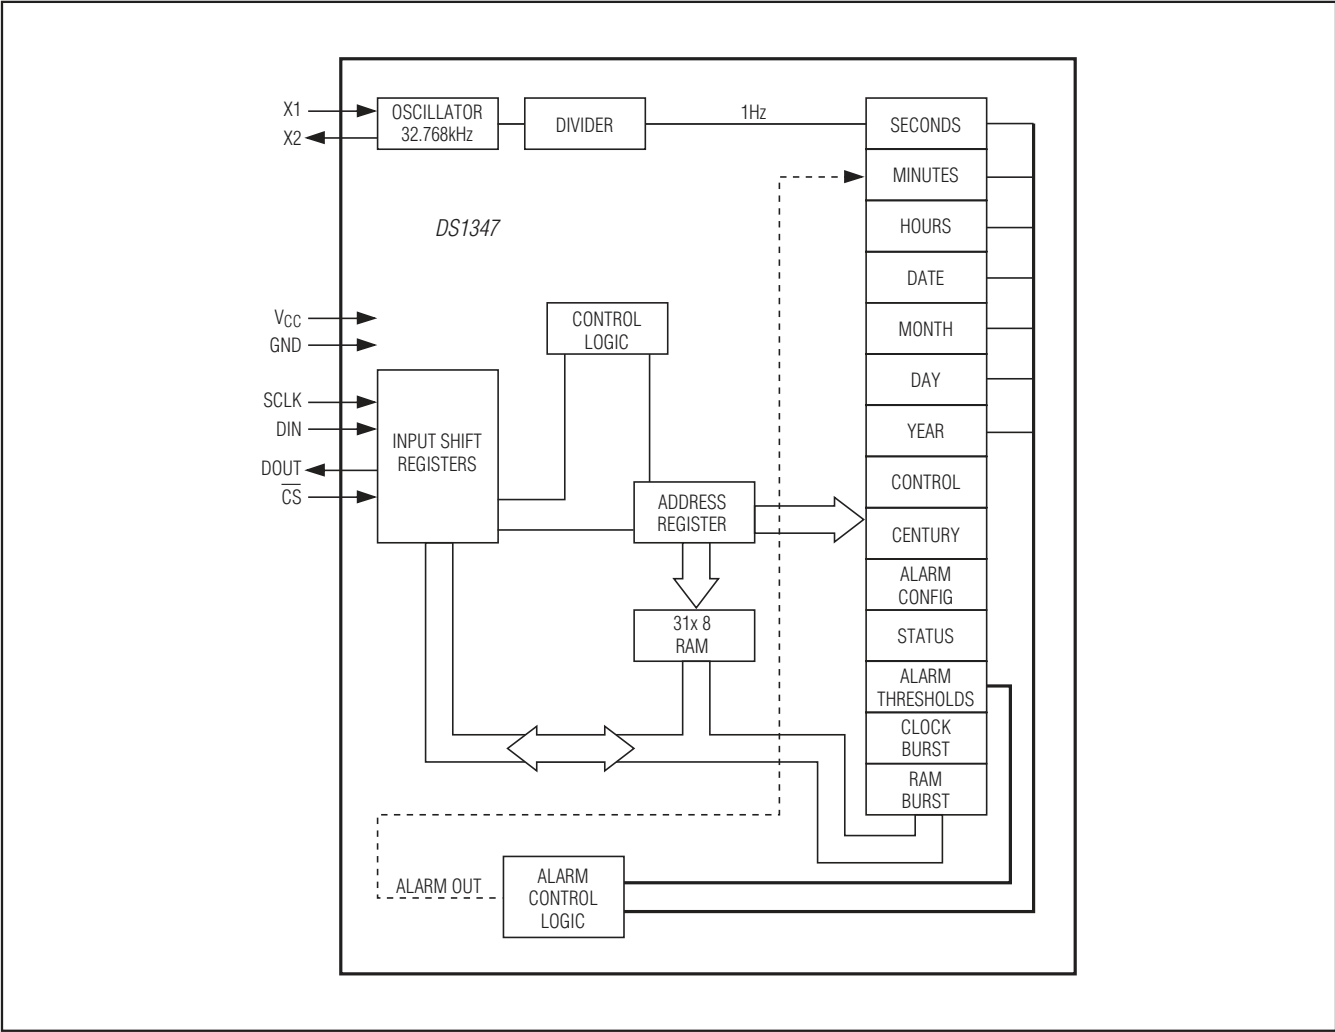 X1
X2
OSCILLATOR
32.768kHz
DIVIDER
1Hz
DS1347
VCC
GND
SCLK
DIN
DOUT
CS
INPUT SHIFT
REGISTERS
CONTROL
LOGIC
ADDRESS
REGISTER
31x 8
RAM
SECONDS
MINUTES
HOURS
DATE
MONTH
DAY
YEAR
CONTROL
CENTURY
ALARM
CONFIG
STATUS
ALARM
THRESHOLDS
CLOCK
BURST
RAM
BURST
ALARM OUT
ALARM
CONTROL
LOGIC